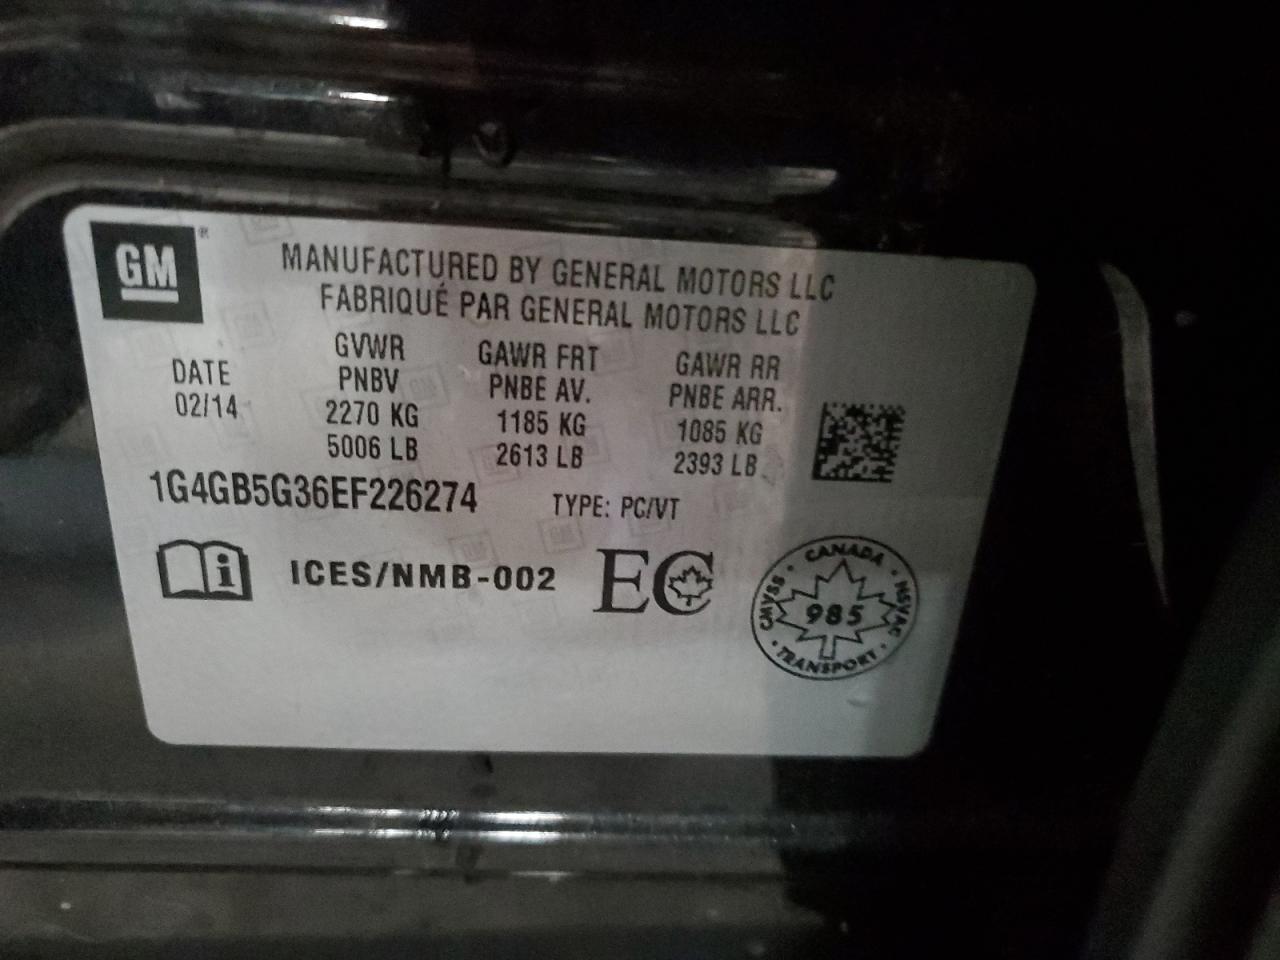 GM ®
MANUFACTURED BY GENERAL MOTORS LLC
FABRIQUÉ PAR GENERAL MOTORS LLC
DATE
02/14
GVWR
PNBV
2270 KG
5006 LB
GAWR FRT
PNBE AV.
1185 KG
2613 LB
GAWR RR
PNBE ARR.
1085 KG
2393 LB
1G4GB5G36EF226274
TYPE: PC/VT
i
ICES/NMB-002
EC
CANADA
CMVSS
985
NSVAC
TRANSPORT